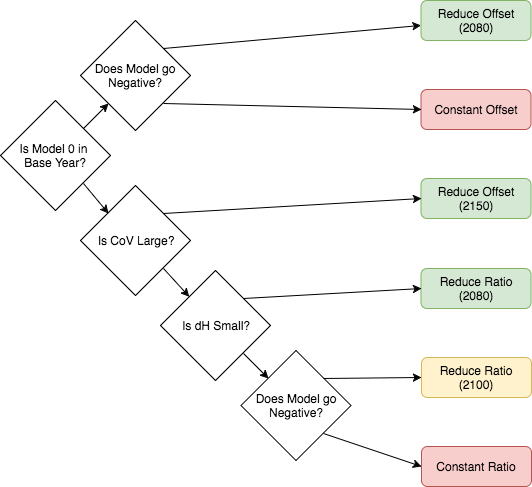 Reduce Offset
(2080)
Does Model go
Negative?
Constant Offset
Is Model 0 in
Base Year?
Reduce Offset
(2150)
Is CoV Large?
Reduce Ratio
(2080)
Is dH Small?
Reduce Ratio
(2100)
Does Model go
Negative?
Constant Ratio